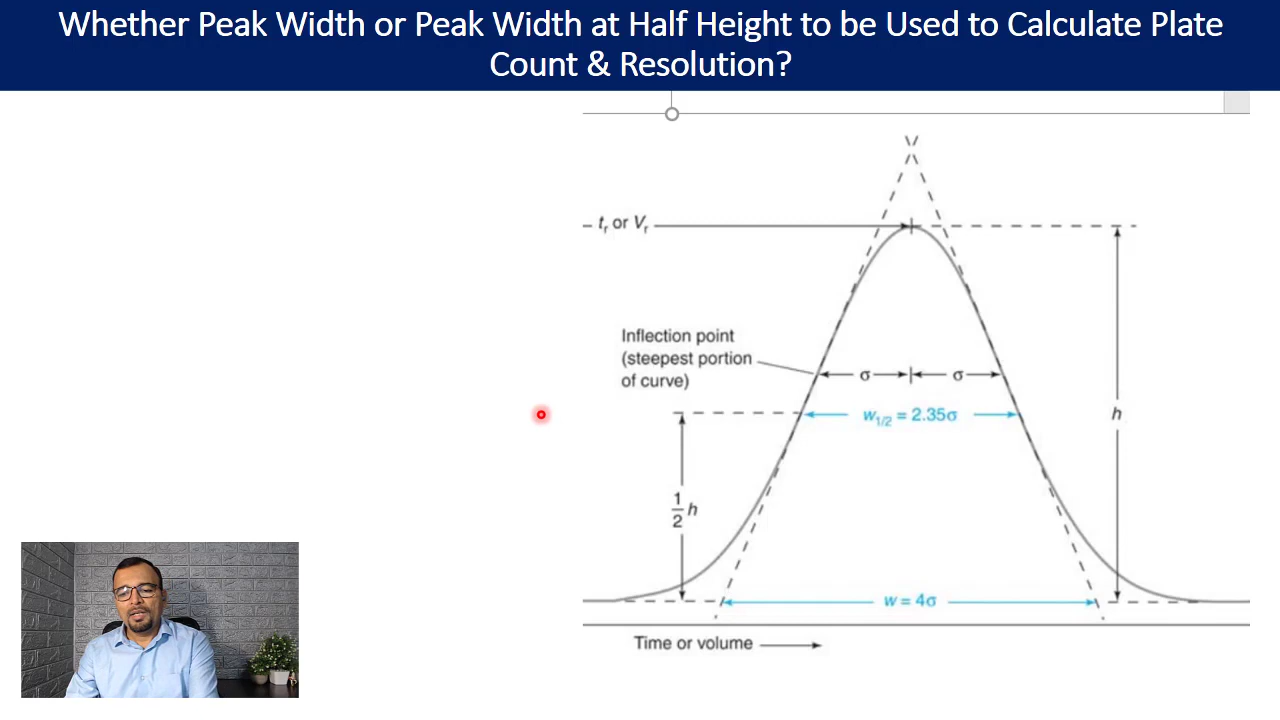 Whether Peak Width or Peak Width at Half Height to be Used to Calculate Plate
Count & Resolution?
t_r or V_r
Inflection point
(steepest portion
of curve)
σ
σ
w_1/2 = 2.35σ
h
1/2 h
w = 4σ
Time or volume